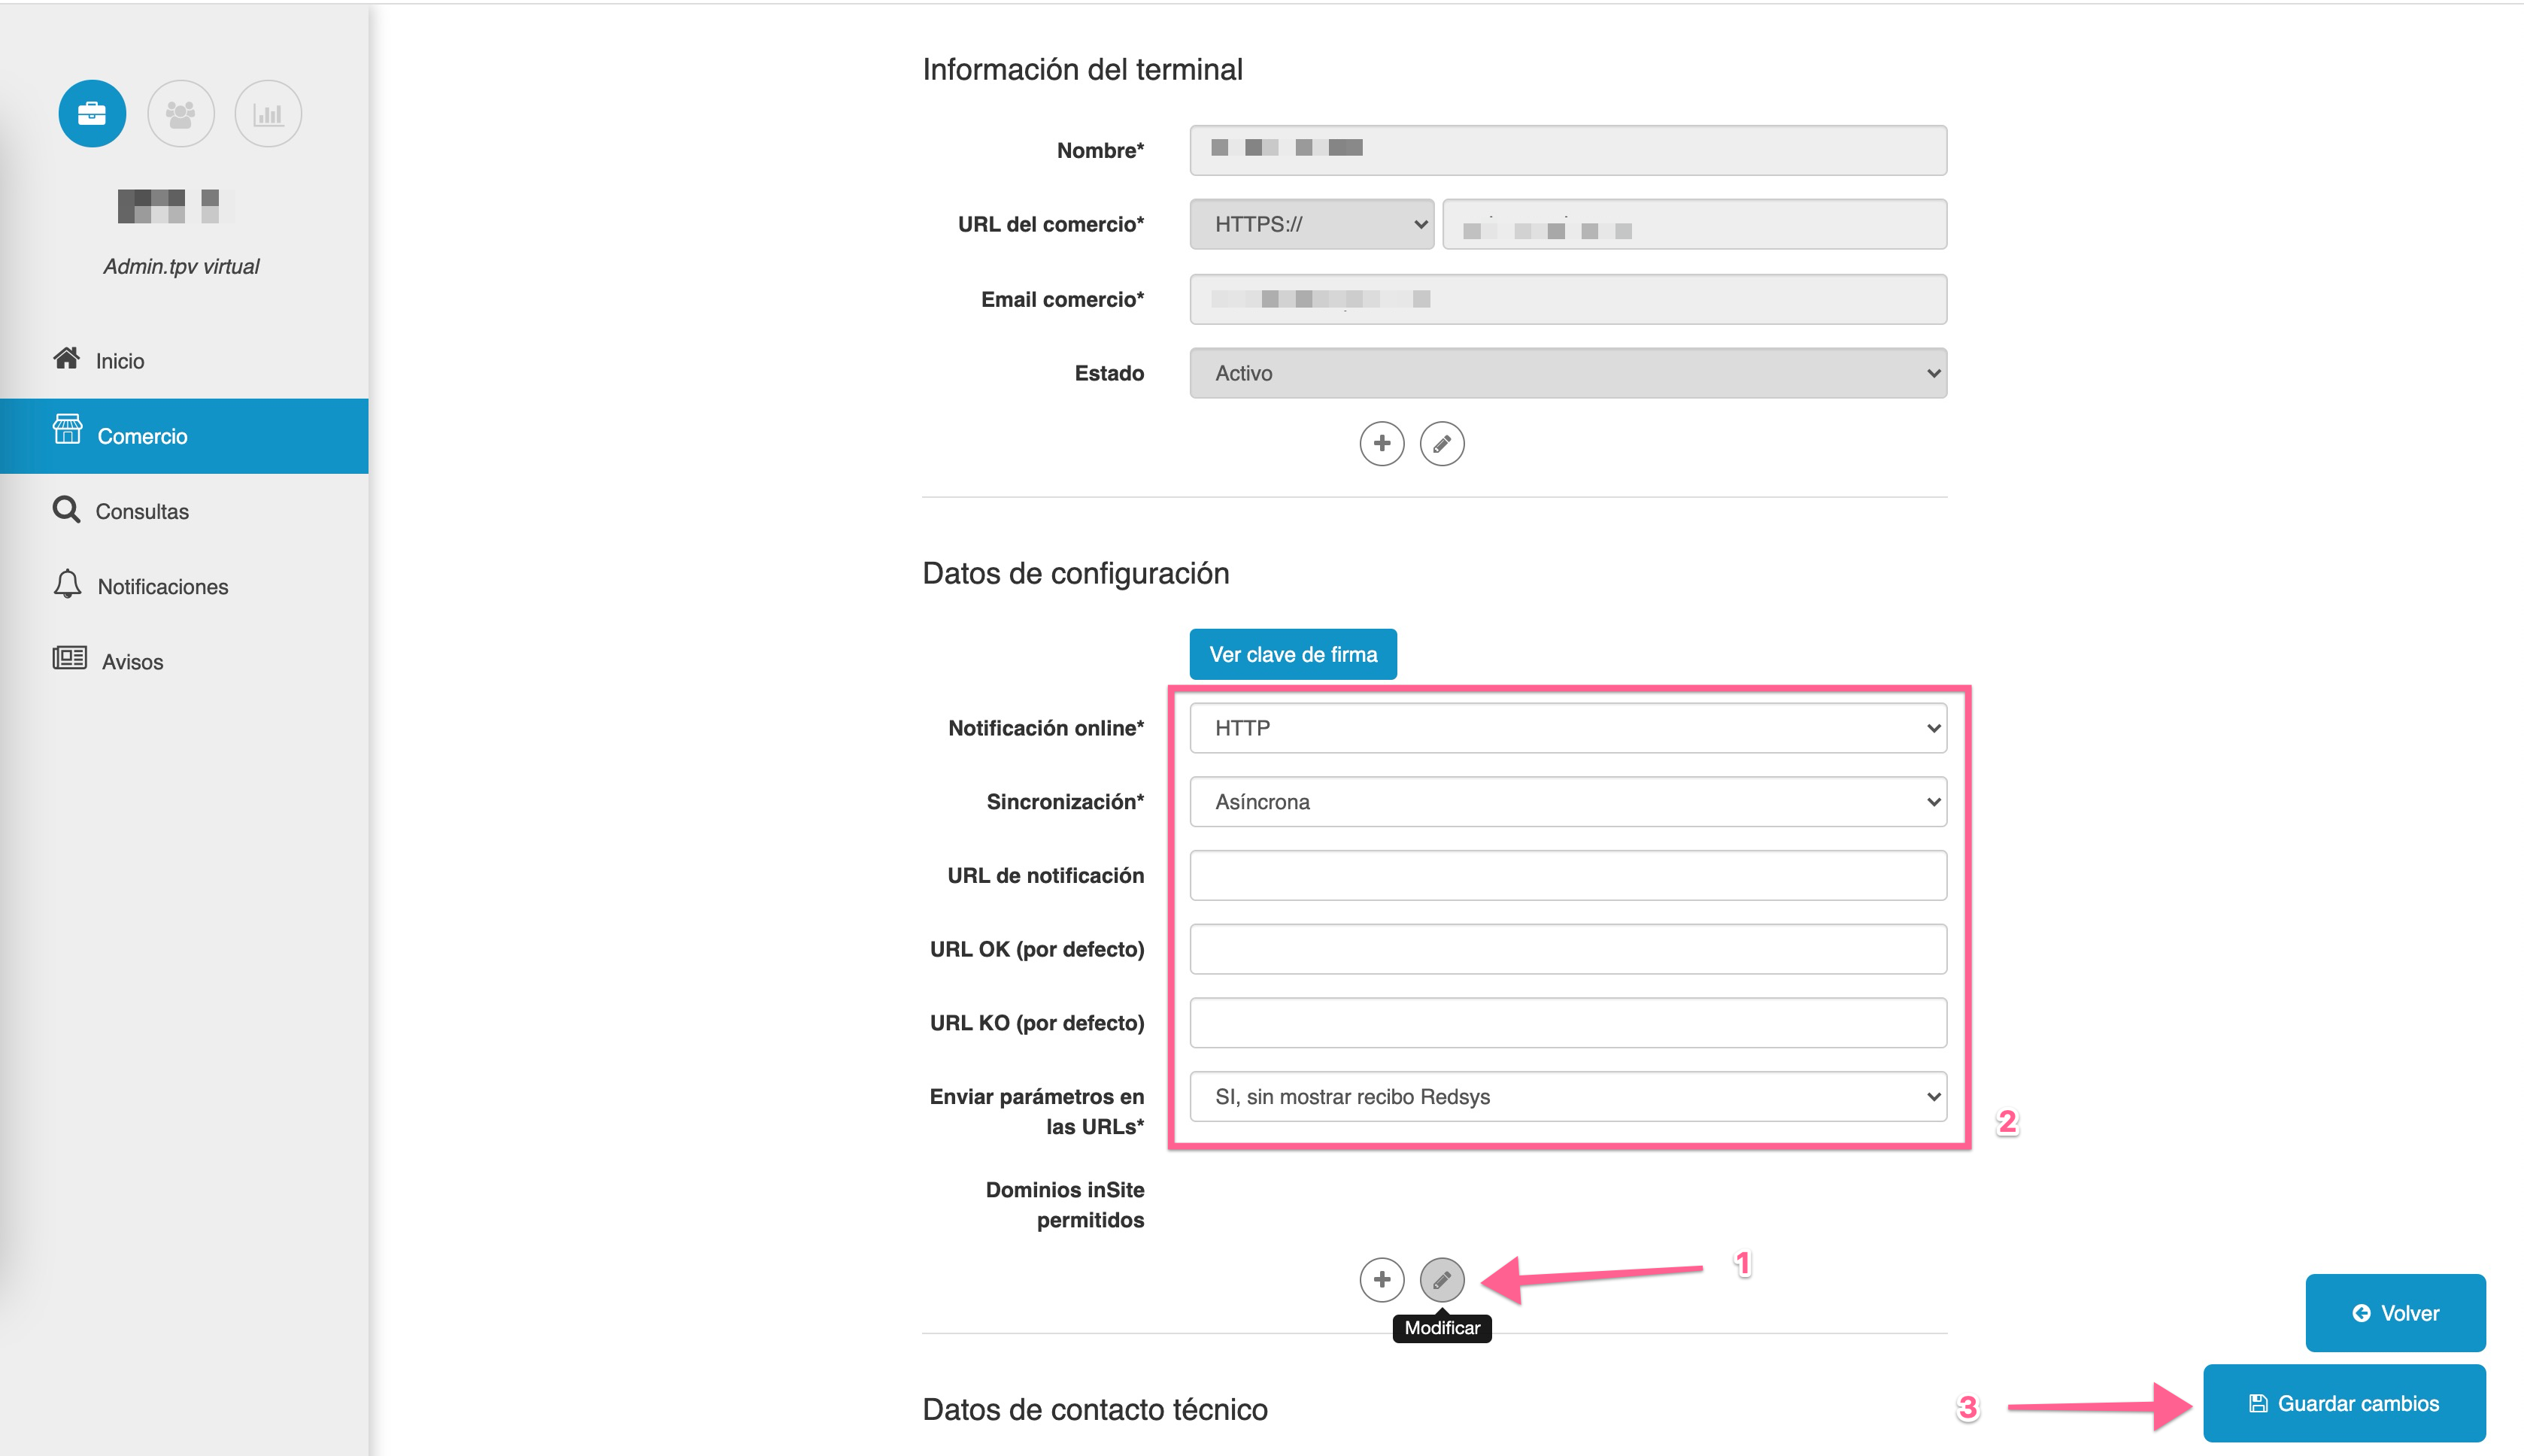 Admin.tpv virtual
Inicio
Comercio
Consultas
Notificaciones
Avisos
Información del terminal
Nombre*
URL del comercio* HTTPS://
Email comercio*
Estado Activo
Datos de configuración
Ver clave de firma
Notificación online* HTTP
Sincronización* Asíncrona
URL de notificación
URL OK (por defecto)
URL KO (por defecto)
Enviar parámetros en SI, sin mostrar recibo Redsys
las URLs*
2
Dominios inSite
permitidos
1
Modificar
Volver
Datos de contacto técnico
3 Guardar cambios